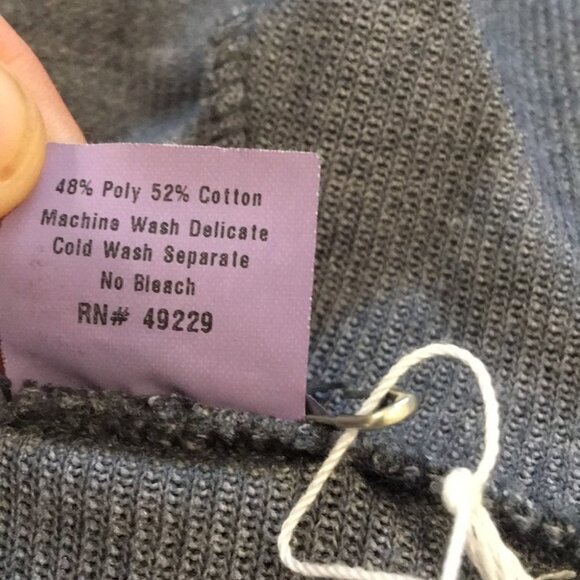 48% Poly 52% Cotton
Machine Wash Delicate
Cold Wash Separate
No Bleach
RN# 49229